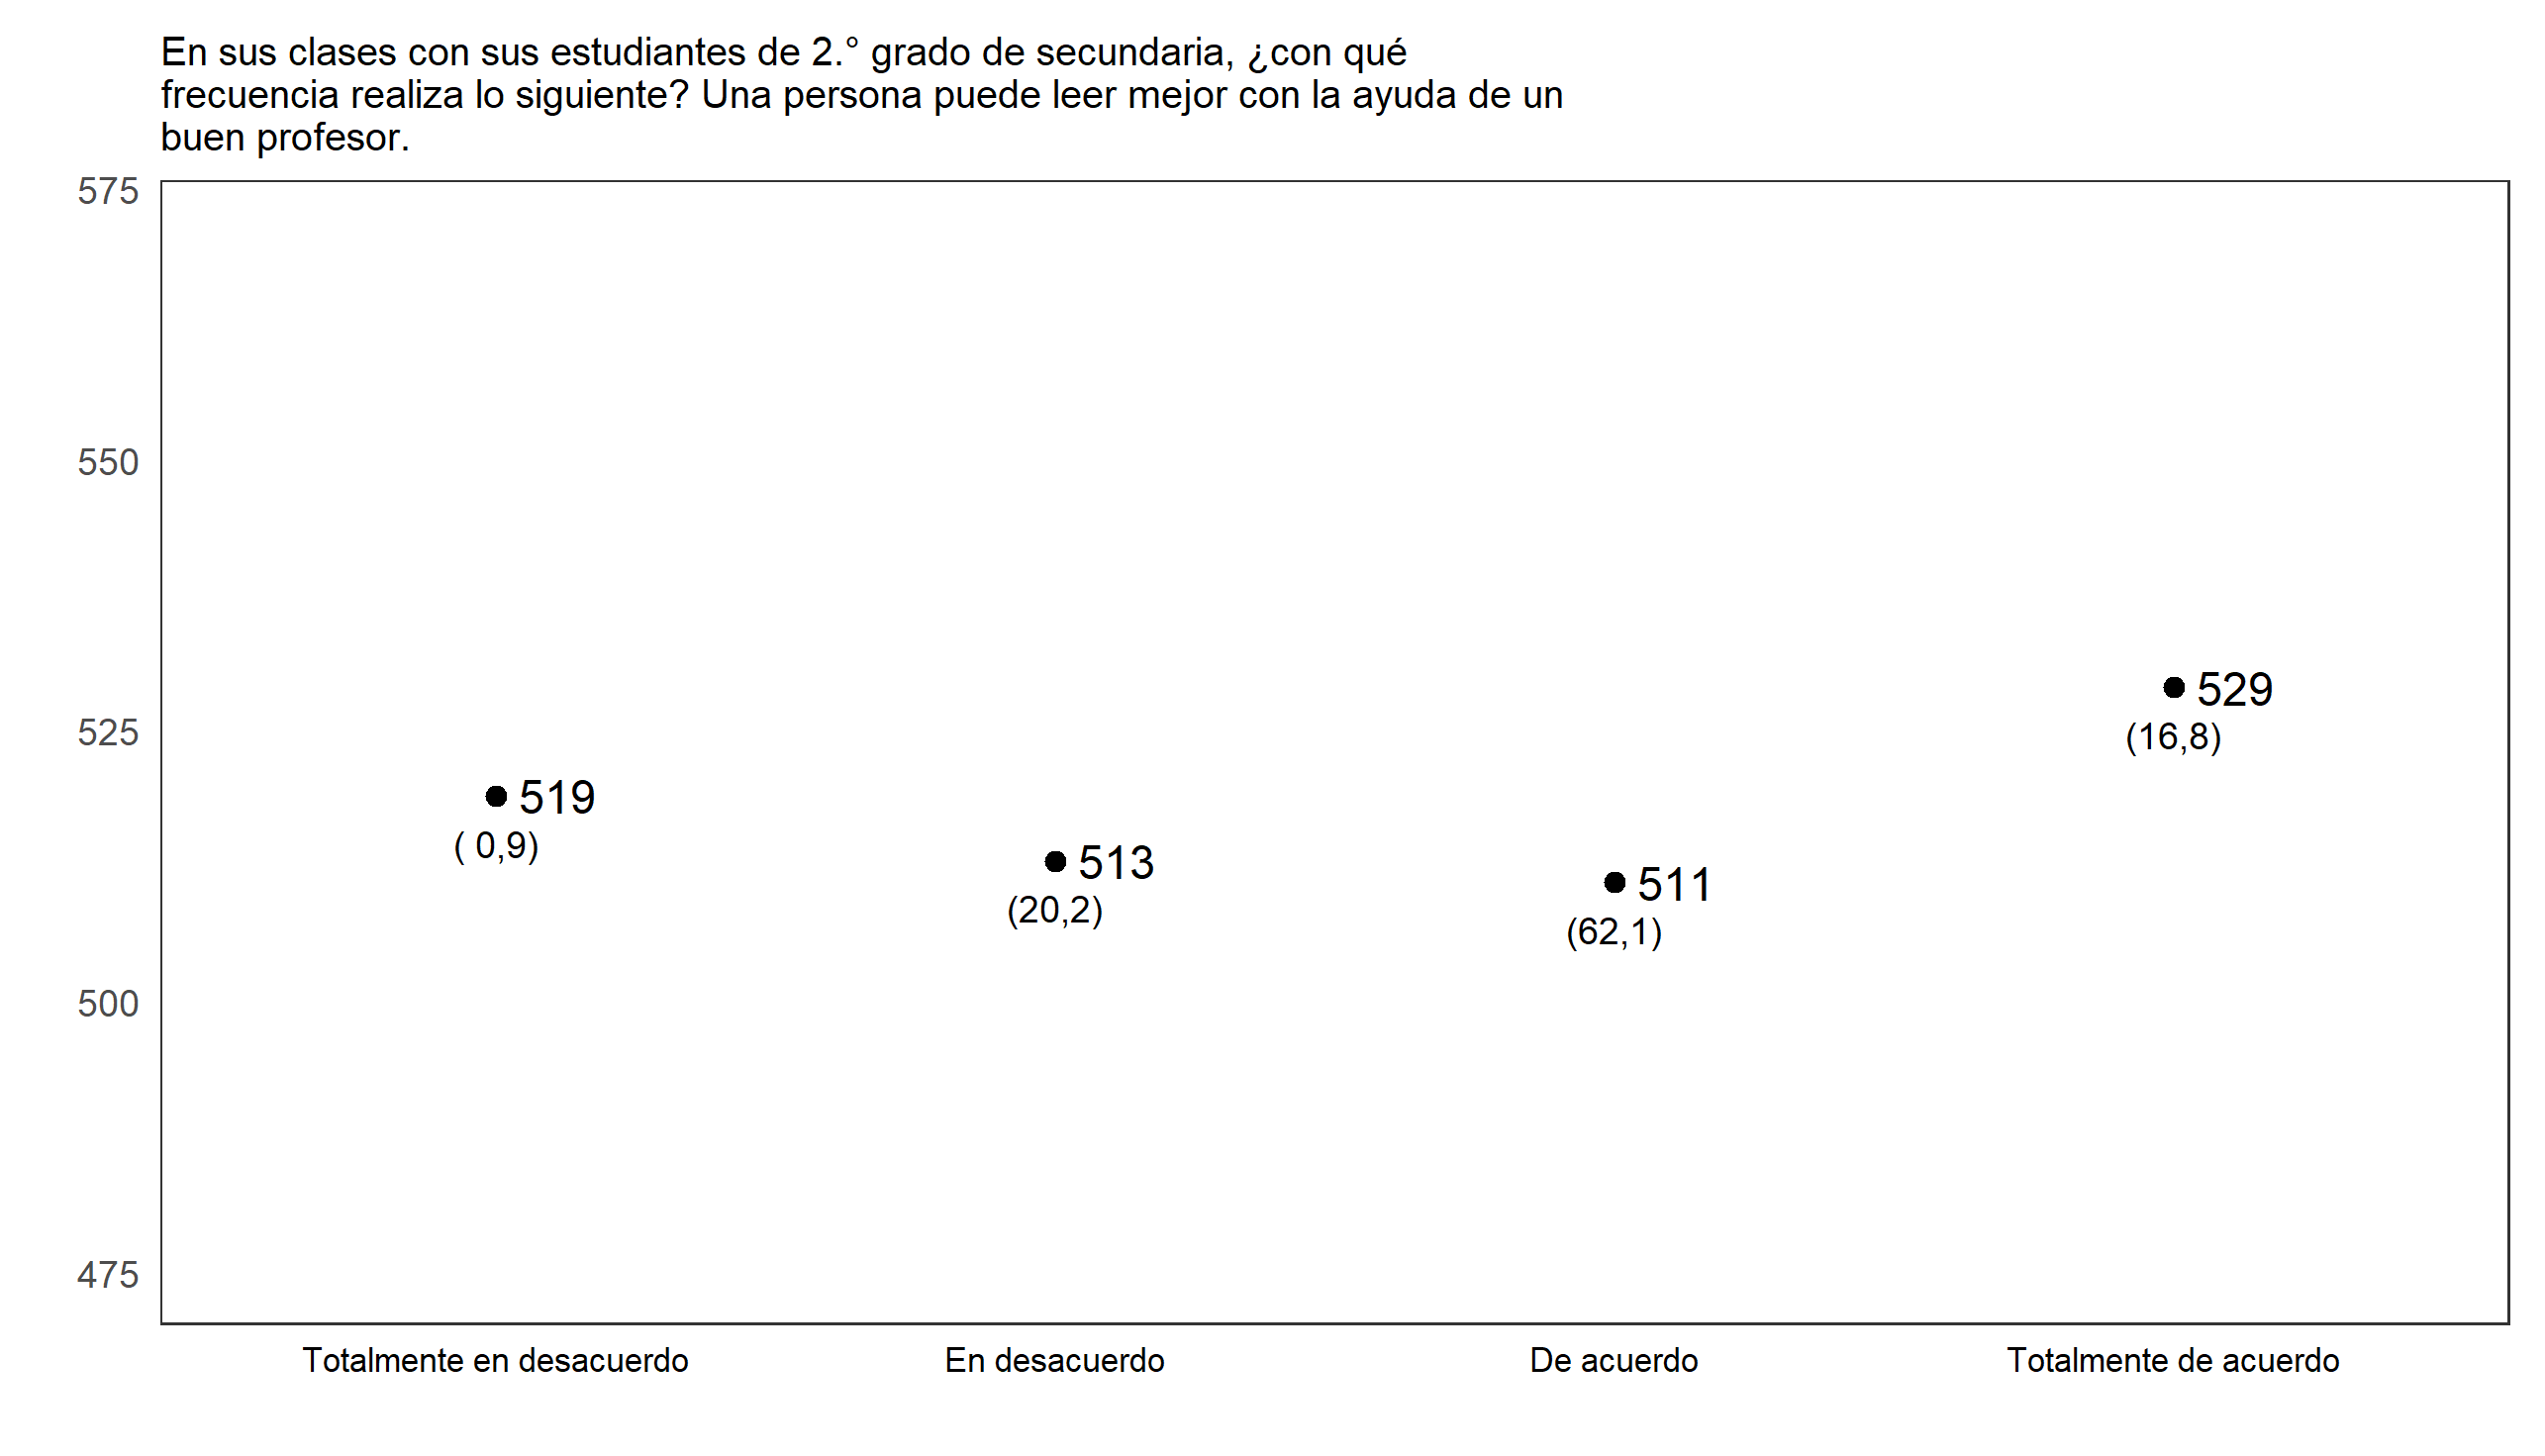 En sus clases con sus estudiantes de 2.° grado de secundaria, ¿con qué
frecuencia realiza lo siguiente? Una persona puede leer mejor con la ayuda de un
buen profesor.
575
550
525
500
475
519
( 0,9)
513
(20,2)
511
(62,1)
529
(16,8)
Totalmente en desacuerdo
En desacuerdo
De acuerdo
Totalmente de acuerdo